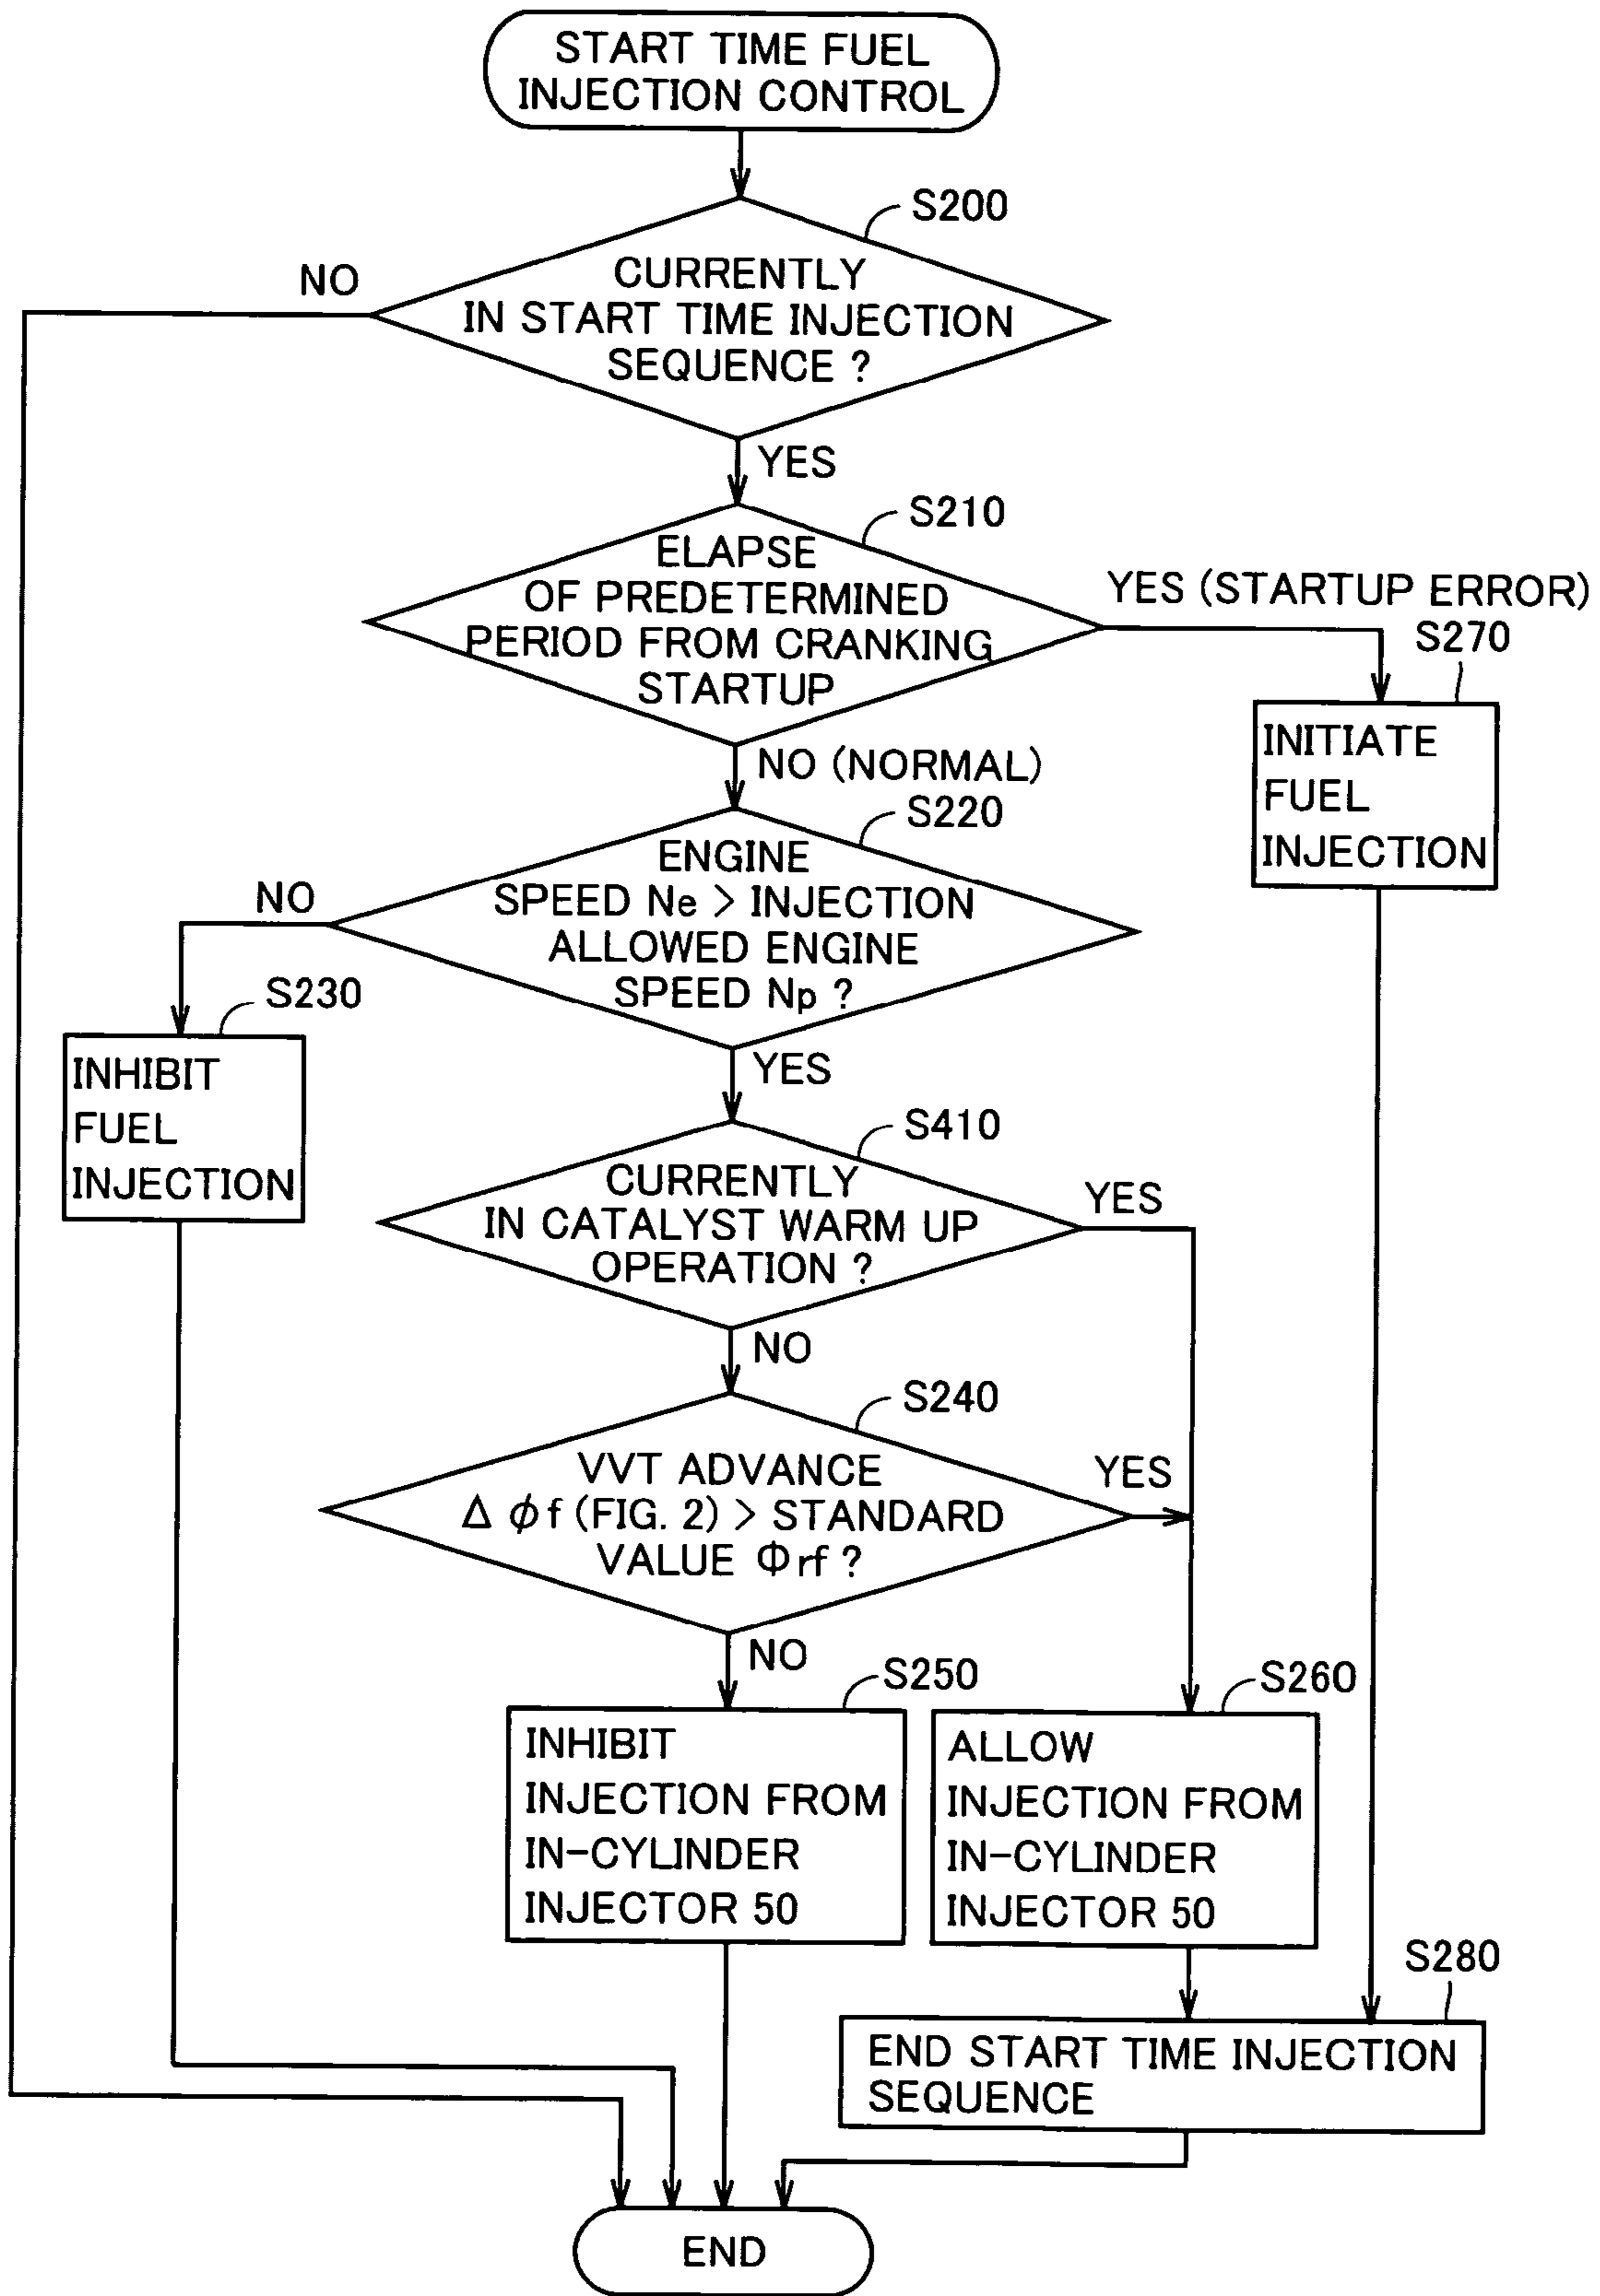 START TIME FUEL
INJECTION CONTROL
S200
NO
CURRENTLY
IN START TIME INJECTION
SEQUENCE ?
YES
S210
ELAPSE
OF PREDETERMINED
PERIOD FROM CRANKING
STARTUP
YES (STARTUP ERROR)
S270
INITIATE
FUEL
INJECTION
NO (NORMAL)
S220
ENGINE
SPEED Ne > INJECTION
ALLOWED ENGINE
SPEED Np ?
NO
S230
INHIBIT
FUEL
INJECTION
YES
S410
CURRENTLY
IN CATALYST WARM UP
OPERATION ?
YES
NO
S240
VVT ADVANCE
Δ ϕf (FIG. 2) > STANDARD
VALUE Φrf ?
YES
NO
S250
INHIBIT
INJECTION FROM
IN-CYLINDER
INJECTOR 50
S260
ALLOW
INJECTION FROM
IN-CYLINDER
INJECTOR 50
S280
END START TIME INJECTION
SEQUENCE
END